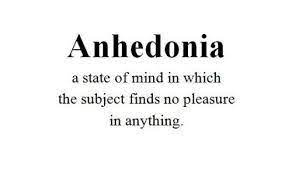 Anhedonia
a state of mind in which
the subject finds no pleasure
in anything.